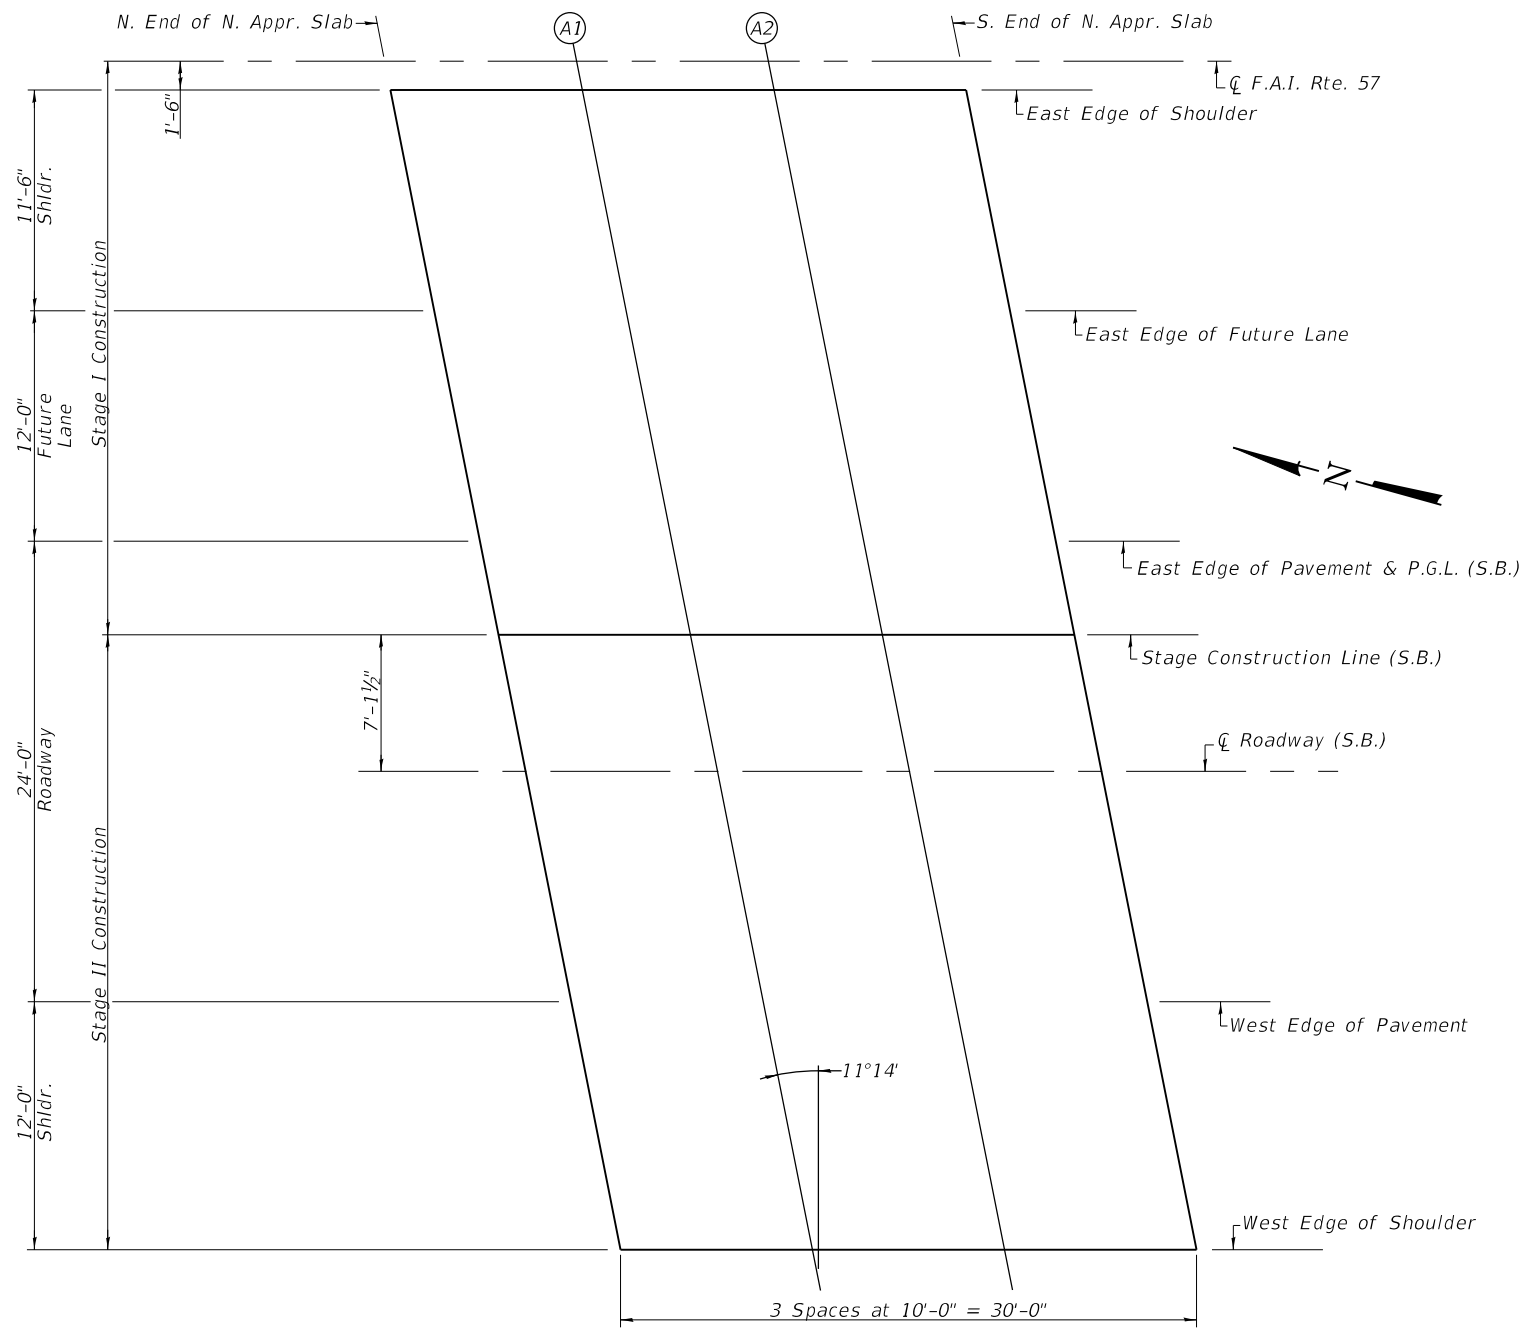 N. End of N. Appr. Slab
A1
A2
S. End of N. Appr. Slab
℄ F.A.I. Rte. 57
1'-6"
East Edge of Shoulder
11'-6"
Shldr.
Stage I Construction
East Edge of Future Lane
12'-0"
Future
Lane
N
East Edge of Pavement & P.G.L. (S.B.)
Stage Construction Line (S.B.)
7'-1½"
℄ Roadway (S.B.)
24'-0"
Roadway
Stage II Construction
West Edge of Pavement
11°14'
12'-0"
Shldr.
West Edge of Shoulder
3 Spaces at 10'-0" = 30'-0"